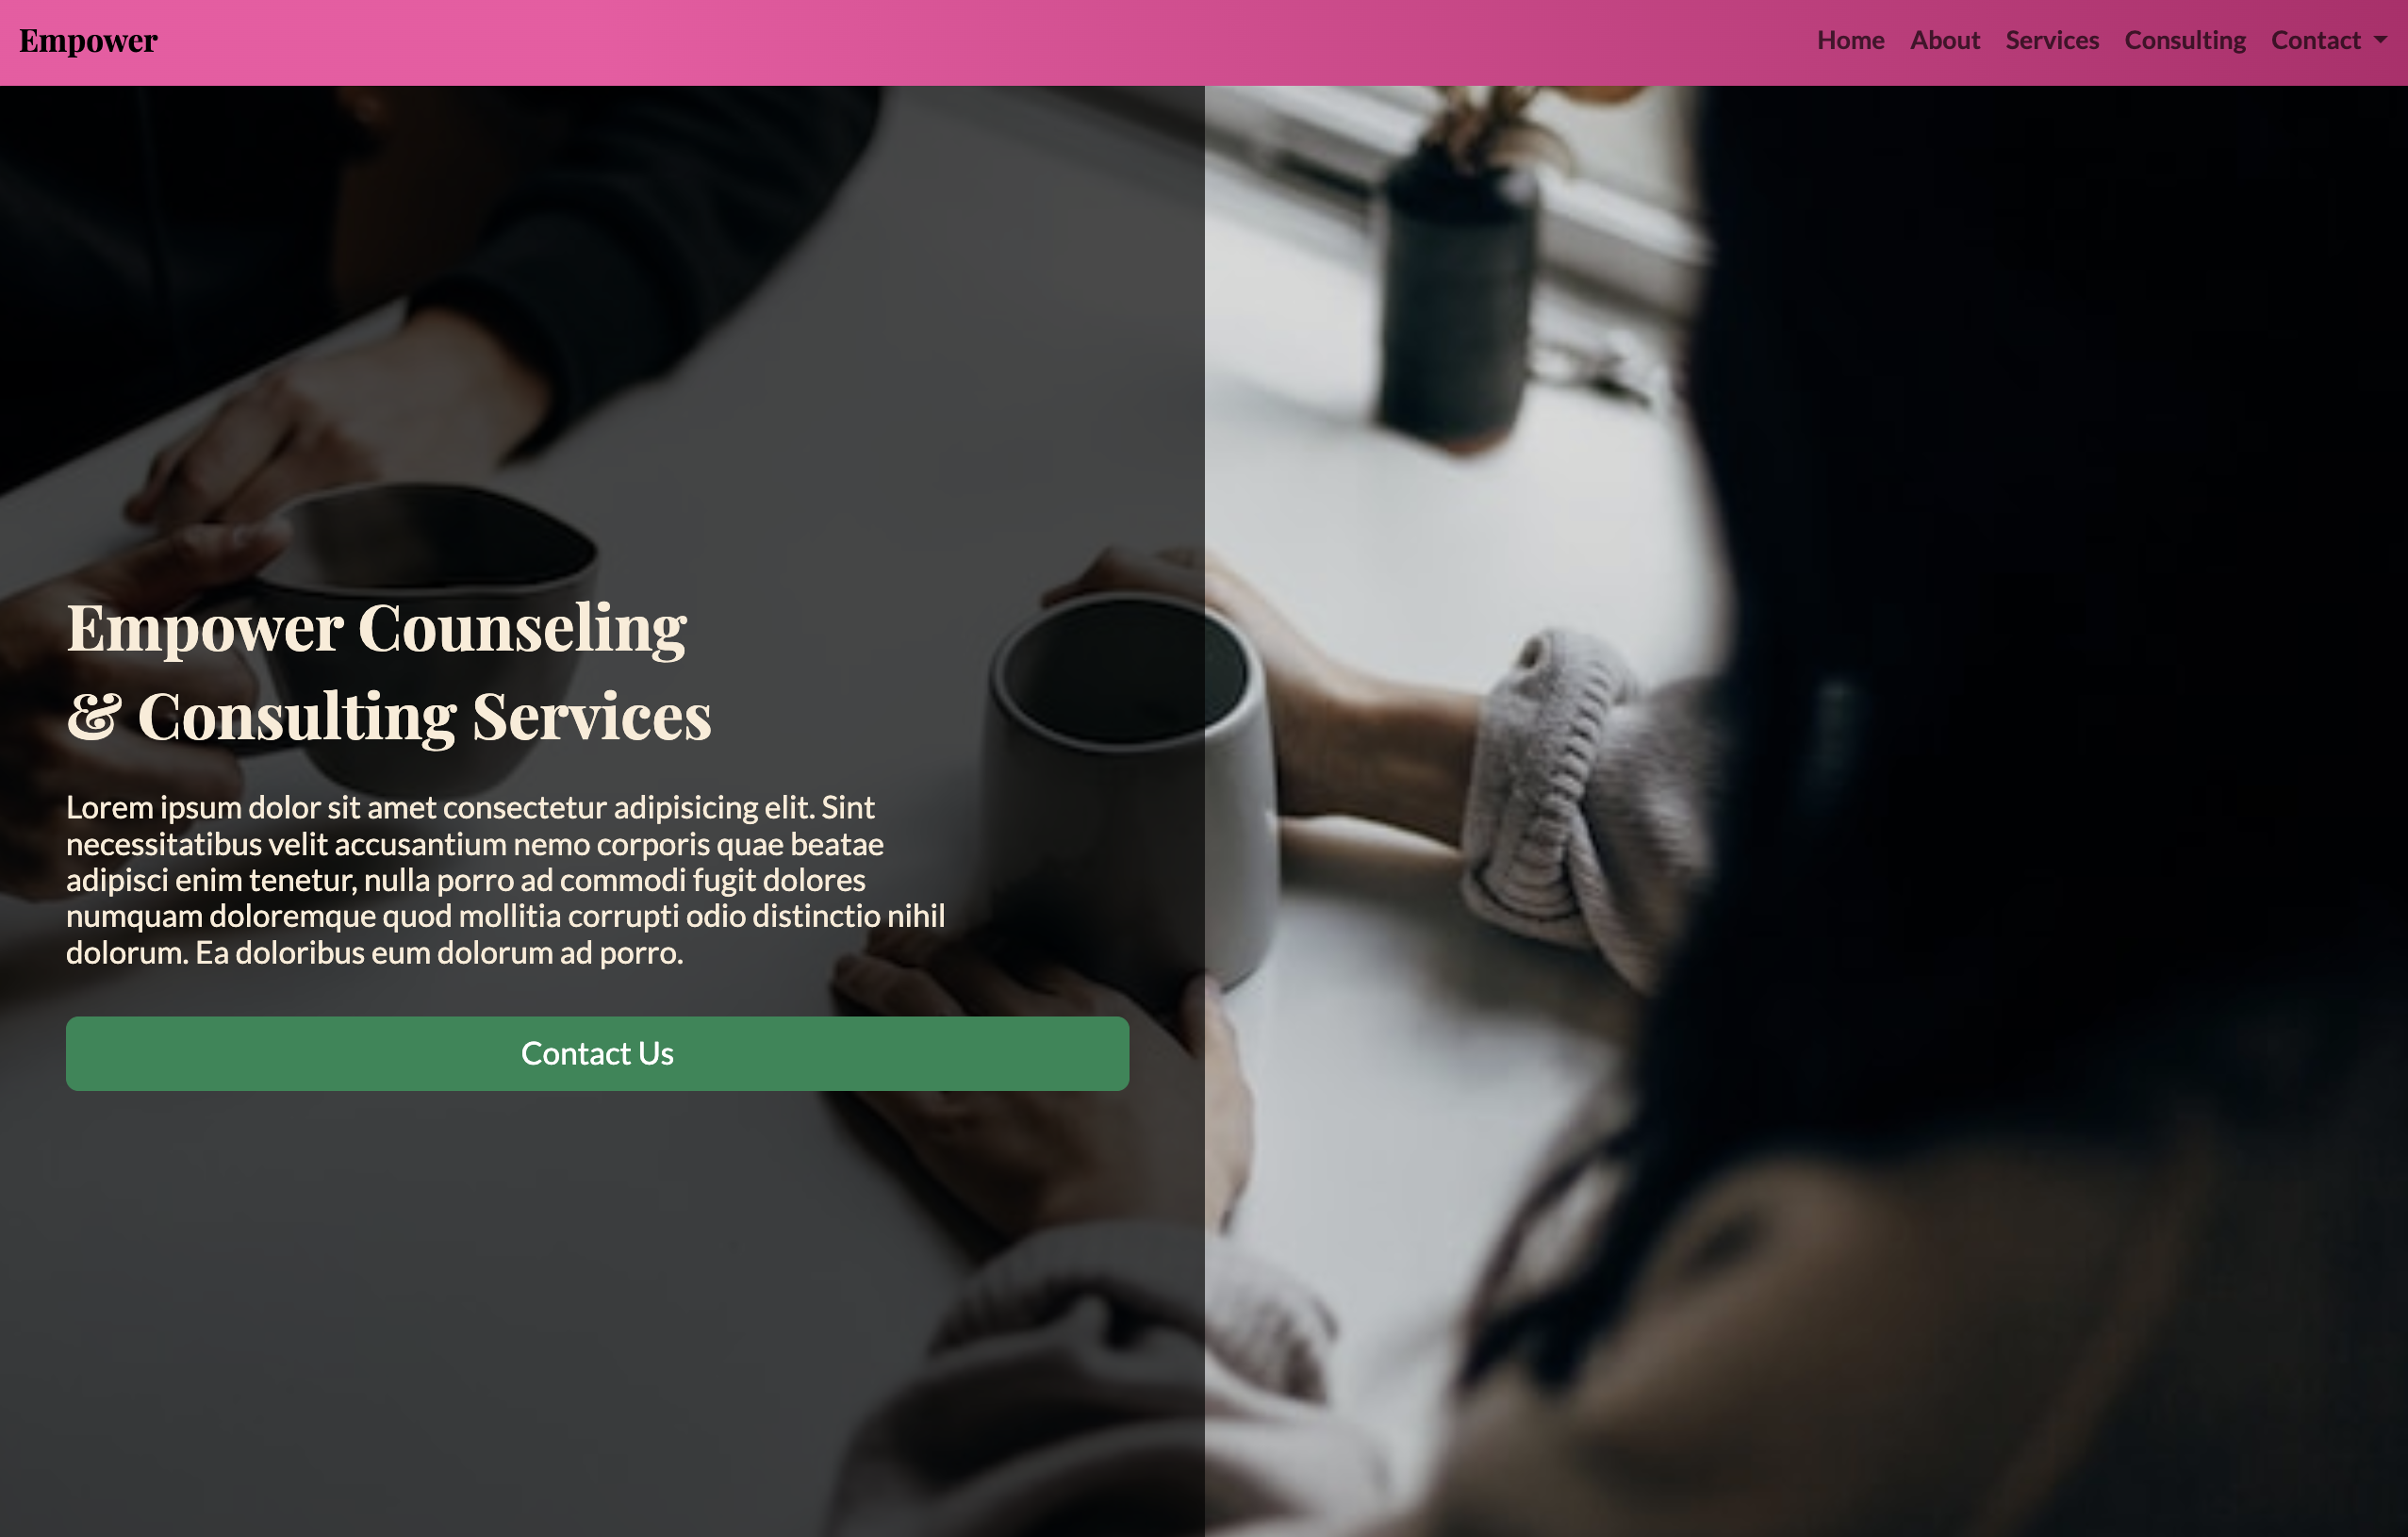 Empower
Home About Services Consulting Contact
Empower Counseling
& Consulting Services
Lorem ipsum dolor sit amet consectetur adipisicing elit. Sint
necessitatibus velit accusantium nemo corporis quae beatae
adipisci enim tenetur, nulla porro ad commodi fugit dolores
numquam doloremque quod mollitia corrupti odio distinctio nihil
dolorum. Ea doloribus eum dolorum ad porro.
Contact Us